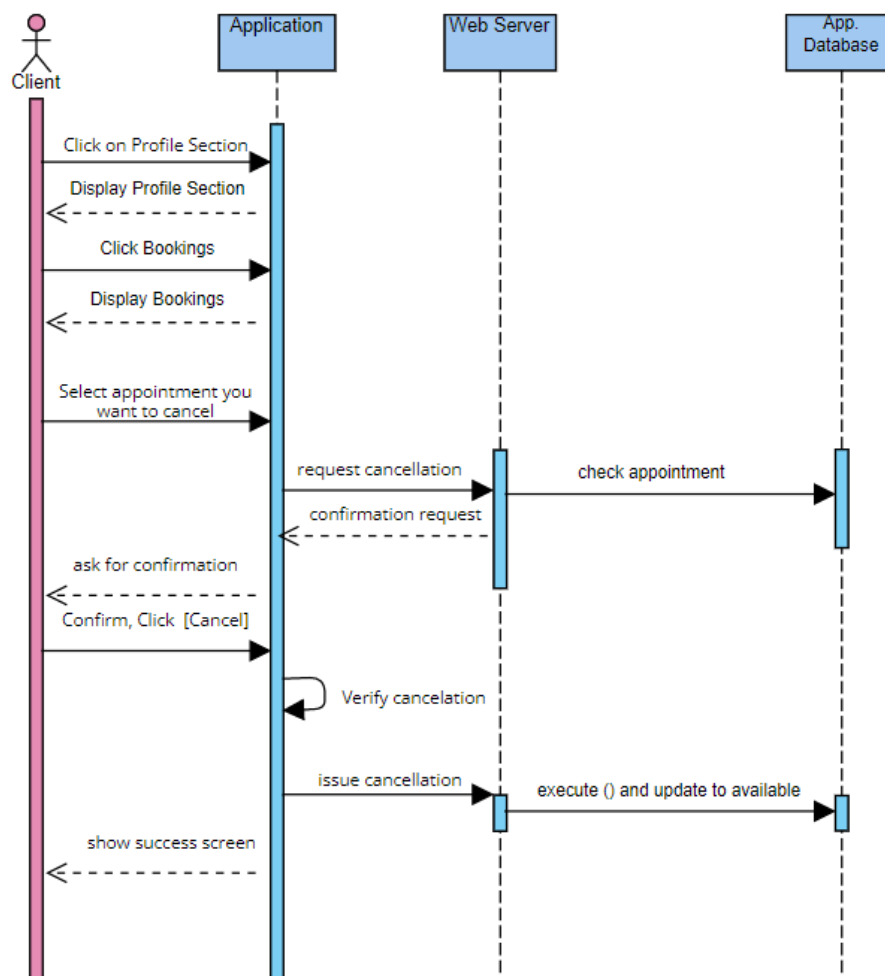 Application
Web Server
App.
Database
Client
Click on Profile Section
Display Profile Section
Click Bookings
Display Bookings
Select appointment you
want to cancel
request cancellation
check appointment
confirmation request
ask for confirmation
Confirm, Click [Cancel]
Verify cancelation
issue cancellation
execute () and update to available
show success screen